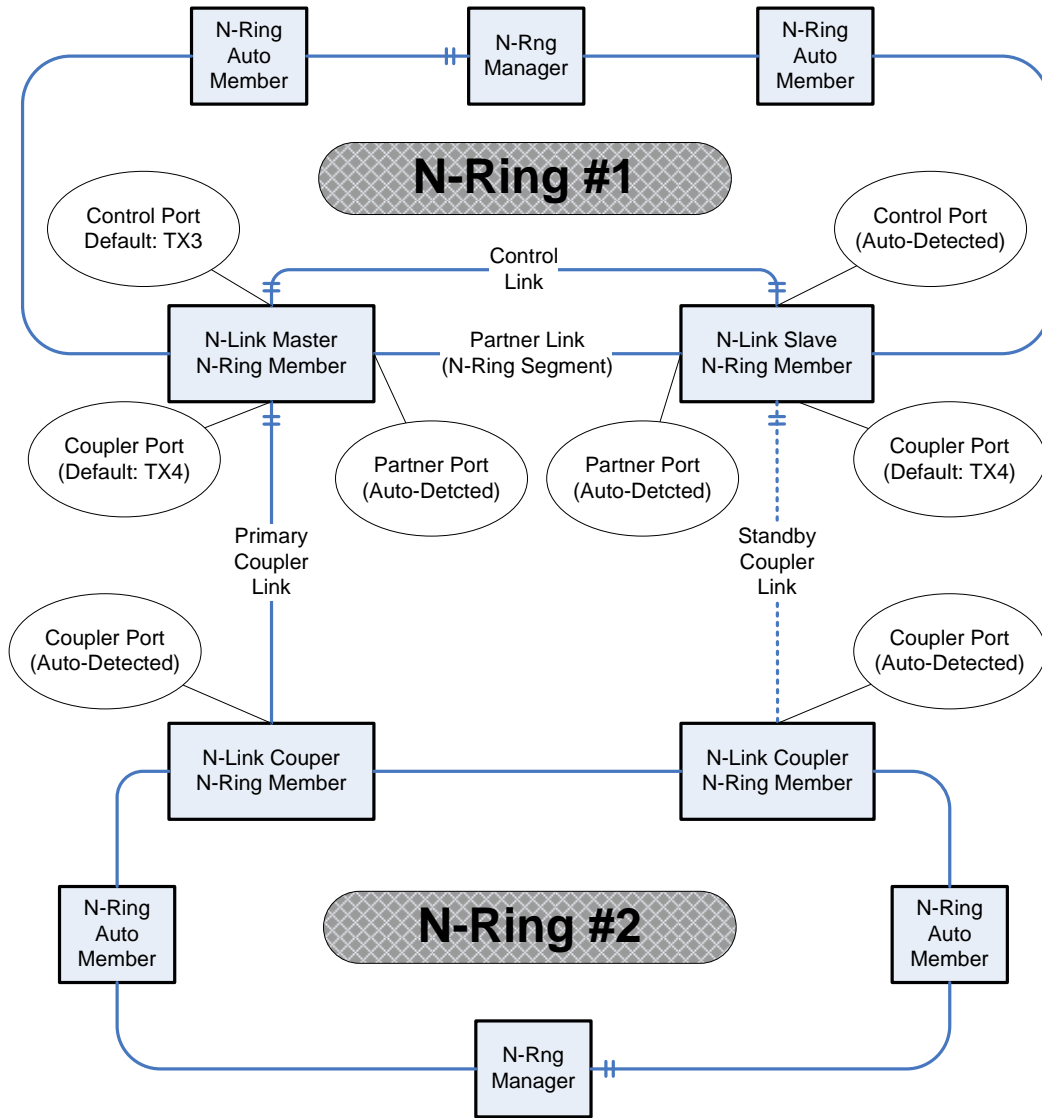 N-Ring
Auto
Member
N-Rng
Manager
N-Ring
Auto
Member
N-Ring #1
Control Port
Default: TX3
Control
Link
Control Port
(Auto-Detected)
N-Link Master
N-Ring Member
Partner Link
(N-Ring Segment)
N-Link Slave
N-Ring Member
Coupler Port
(Default: TX4)
Partner Port
(Auto-Detcted)
Partner Port
(Auto-Detcted)
Coupler Port
(Default: TX4)
Primary
Coupler
Link
Standby
Coupler
Link
Coupler Port
(Auto-Detected)
Coupler Port
(Auto-Detected)
N-Link Couper
N-Ring Member
N-Link Coupler
N-Ring Member
N-Ring
Auto
Member
N-Ring #2
N-Ring
Auto
Member
N-Rng
Manager